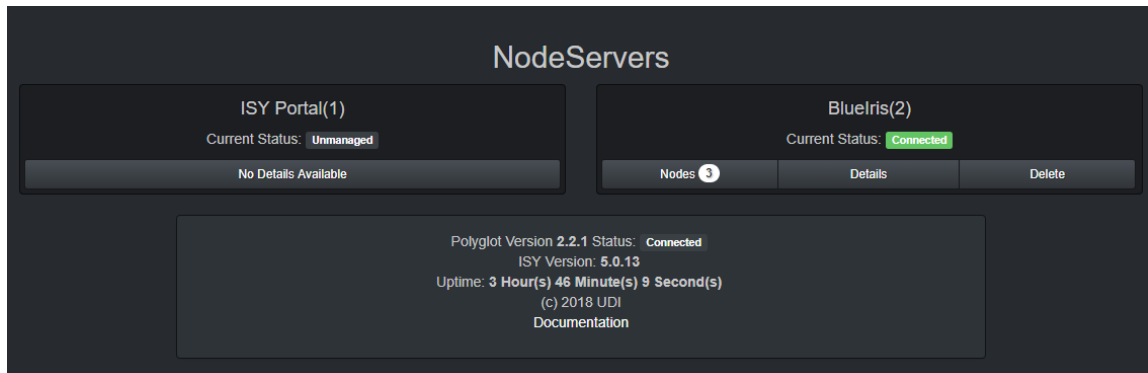 NodeServers
ISY Portal(1)
Current Status: Unmanaged
No Details Available
BlueIris(2)
Current Status: Connected
Nodes 3 Details Delete
Polyglot Version 2.2.1 Status: Connected
ISY Version: 5.0.13
Uptime: 3 Hour(s) 46 Minute(s) 9 Second(s)
(c) 2018 UDI
Documentation